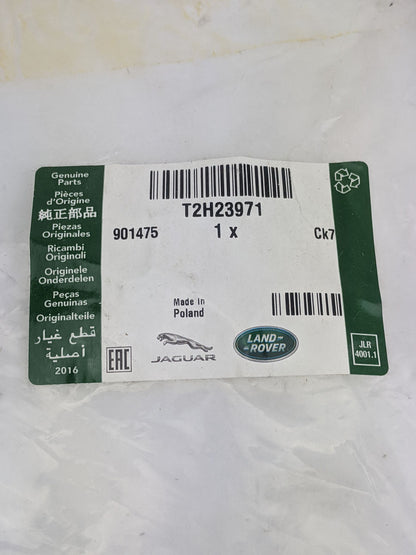 Genuine
Parts
Pièces
d'Origine
純正部品
Piezas
Originales
Ricambi
Originali
Originele
Onderdelen
Peças
Genuinas
Originalteile
قطع غيار
أصلية
2016
T2H23971
901475 1 x Ck7
Made in
Poland
EAC
JAGUAR
LAND-
-ROVER
JLR
4001.1